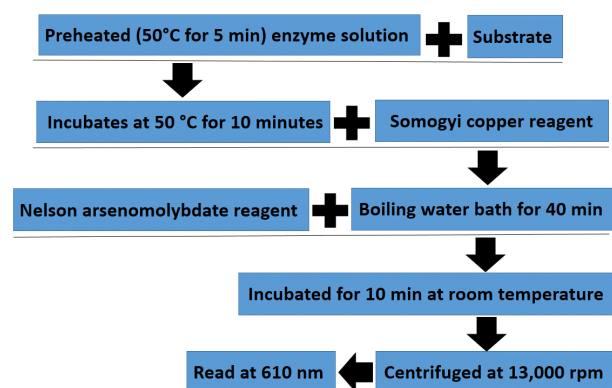 Preheated (50°C for 5 min) enzyme solution
Substrate
Incubates at 50 °C for 10 minutes
Somogyi copper reagent
Nelson arsenomolybdate reagent
Boiling water bath for 40 min
Incubated for 10 min at room temperature
Read at 610 nm
Centrifuged at 13,000 rpm